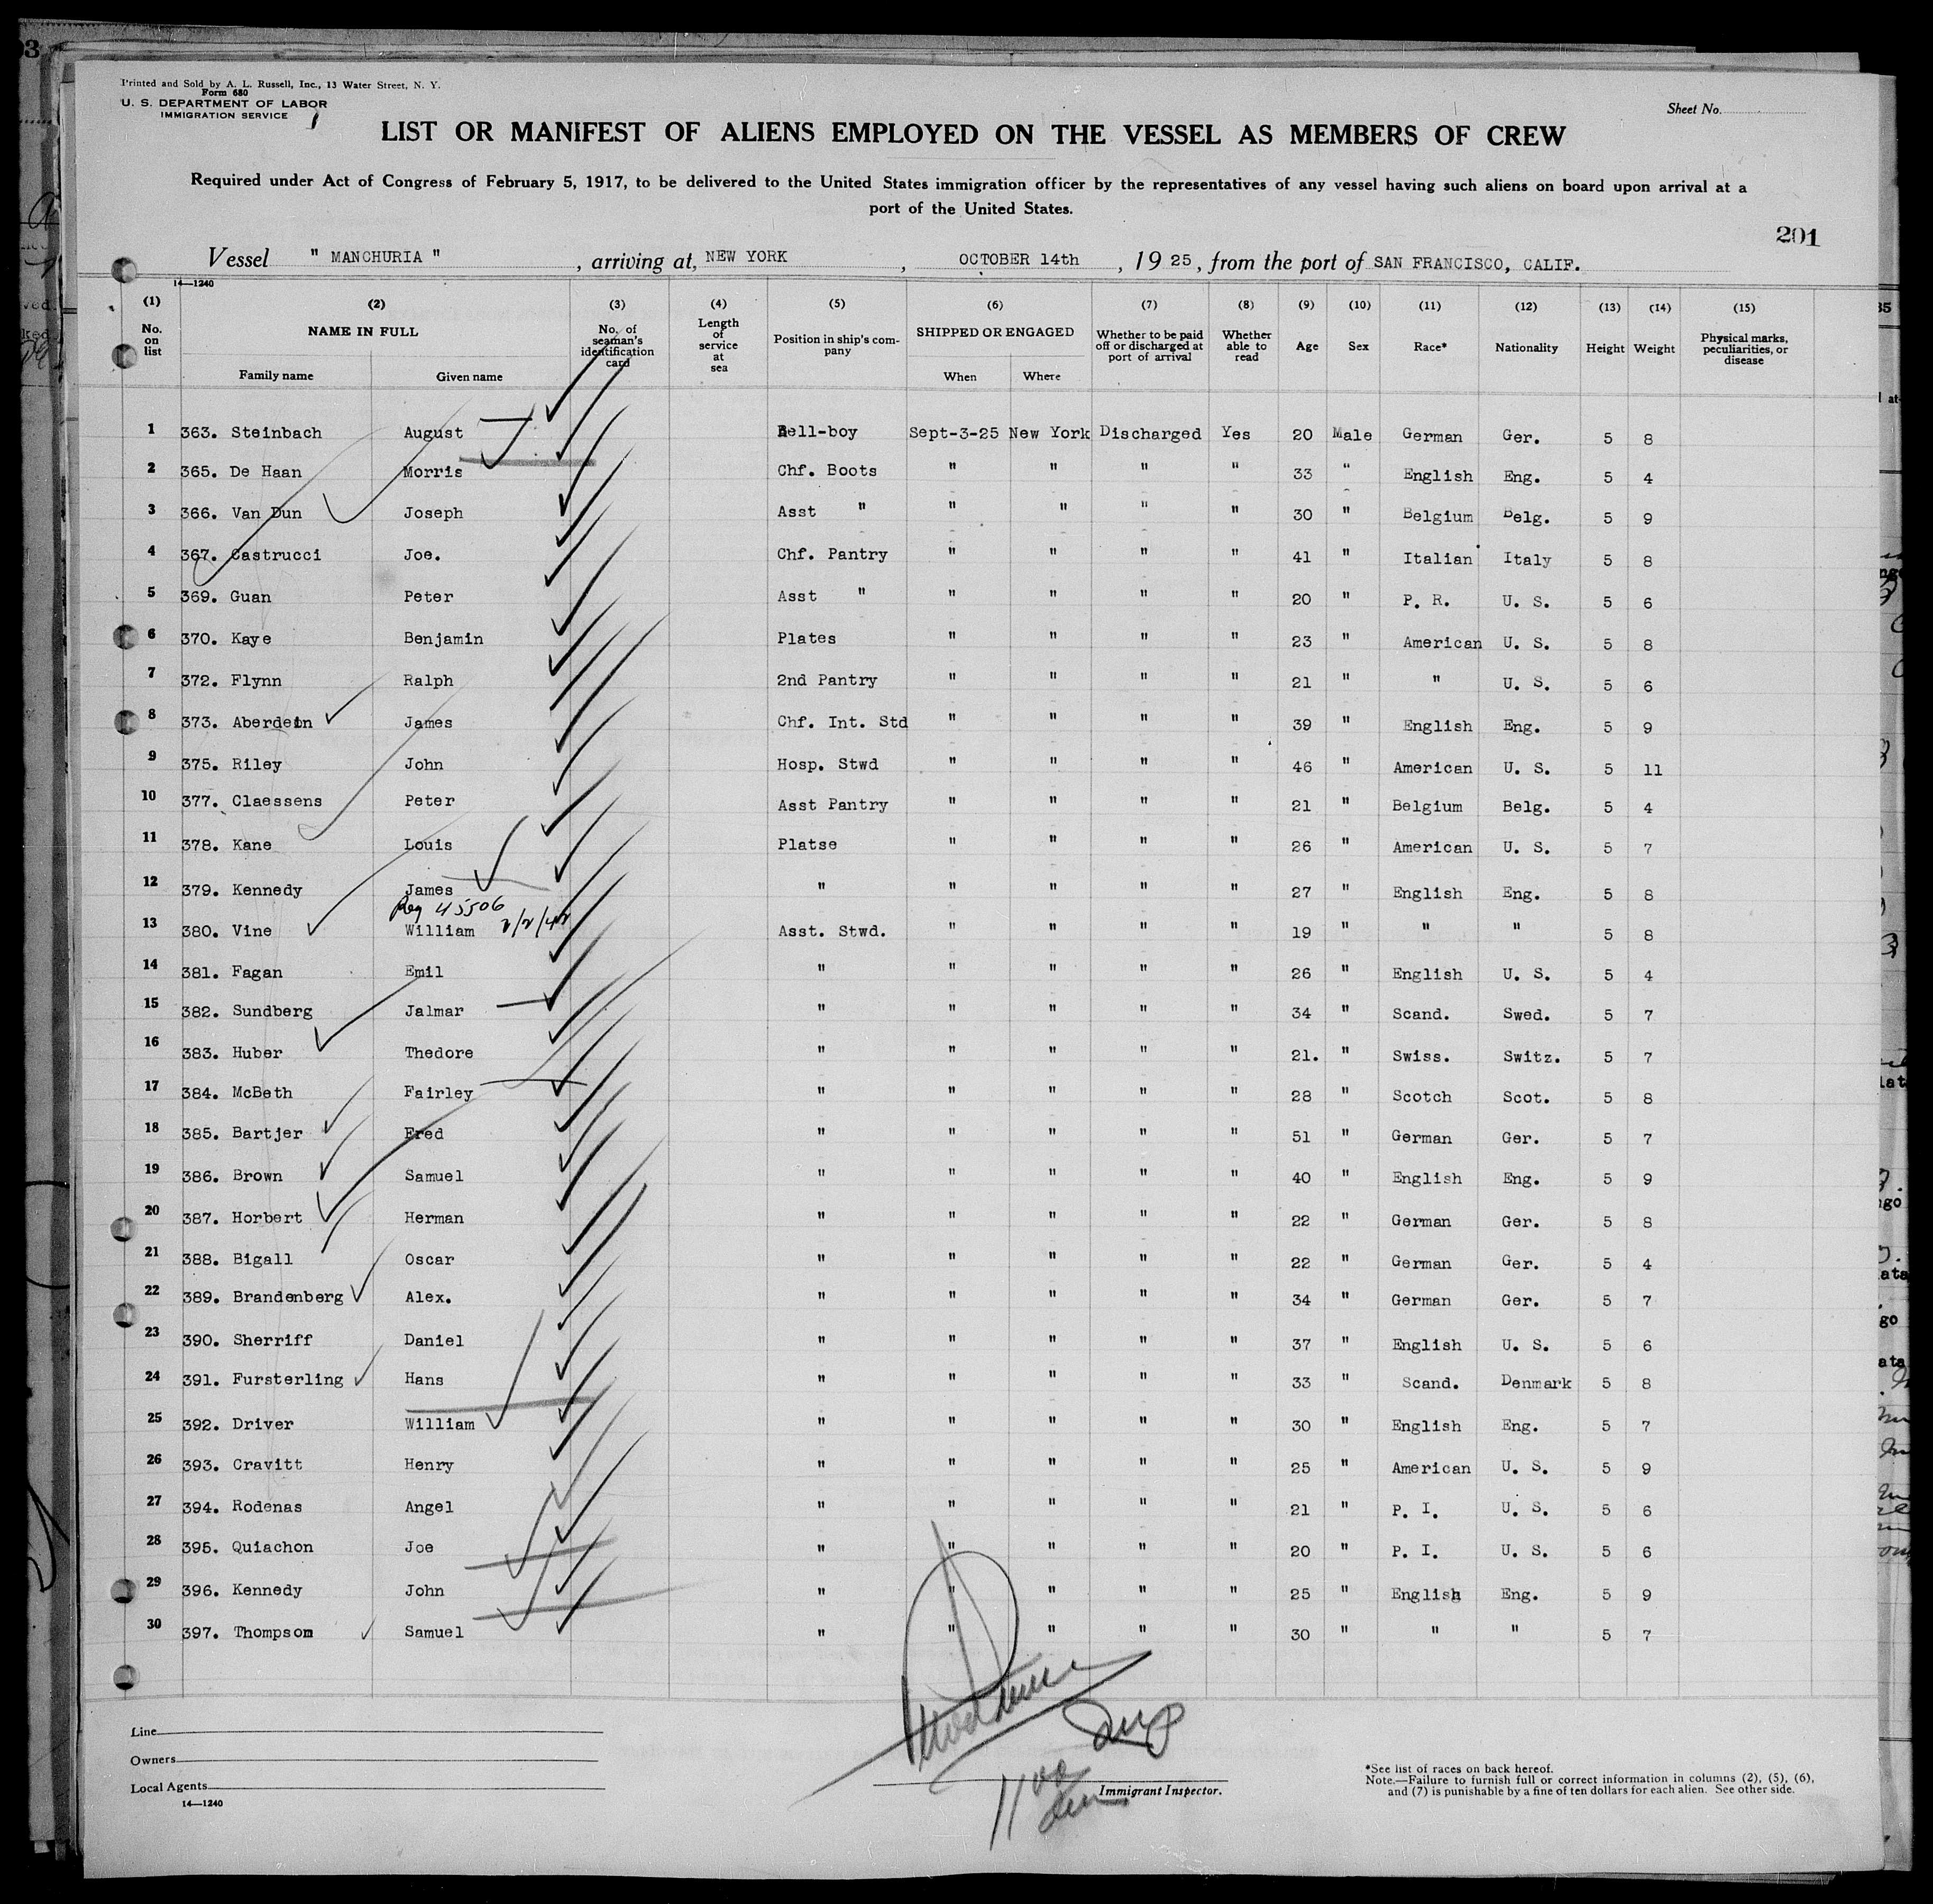 Printed and Sold by A. L. Russell, Inc., 13 Water Street, N. Y.
Form 680
U. S. DEPARTMENT OF LABOR
IMMIGRATION SERVICE
Sheet No.
LIST OR MANIFEST OF ALIENS EMPLOYED ON THE VESSEL AS MEMBERS OF CREW
Required under Act of Congress of February 5, 1917, to be delivered to the United States immigration officer by the representatives of any vessel having such aliens on board upon arrival at a
port of the United States.
201
Vessel " MANCHURIA " , arriving at, NEW YORK , OCTOBER 14th , 19 25 , from the port of SAN FRANCISCO, CALIF.
14—1240
(1) (2) (3) (4) (5) (6) (7) (8) (9) (10) (11) (12) (13) (14) (15)
No. on list NAME IN FULL No. of seaman's identification card Length of service at sea Position in ship's company SHIPPED OR ENGAGED Whether to be paid off or discharged at port of arrival Whether able to read Age Sex Race* Nationality Height Weight Physical marks, peculiarities, or disease
Family name Given name When Where
1 363. Steinbach August Bell-boy Sept-3-25 New York Discharged Yes 20 Male German Ger. 5 8
2 365. De Haan Morris Chf. Boots " " " " 33 " English Eng. 5 4
3 366. Van Dun Joseph Asst " " " " " 30 " Belgium Belg. 5 9
4 367. Castrucci Joe. Chf. Pantry " " " " 41 " Italian Italy 5 8
5 369. Guan Peter Asst " " " " " 20 " P. R. U. S. 5 6
6 370. Kaye Benjamin Plates " " " " 23 " American U. S. 5 8
7 372. Flynn Ralph 2nd Pantry " " " " 21 " " U. S. 5 6
8 373. Aberdein James Chf. Int. Std " " " " 39 " English Eng. 5 9
9 375. Riley John Hosp. Stwd " " " " 46 " American U. S. 5 11
10 377. Claessens Peter Asst Pantry " " " " 21 " Belgium Belg. 5 4
11 378. Kane Louis Platse " " " " 26 " American U. S. 5 7
12 379. Kennedy James " " " " " 27 " English Eng. 5 8
Reg 45506 2/2/42
13 380. Vine William Asst. Stwd. " " " " 19 " " " 5 8
14 381. Fagan Emil " " " " " 26 " English U. S. 5 4
15 382. Sundberg Jalmar " " " " " 34 " Scand. Swed. 5 7
16 383. Huber Thedore " " " " " 21. " Swiss. Switz. 5 7
17 384. McBeth Fairley " " " " " 28 " Scotch Scot. 5 8
18 385. Bartjer Fred " " " " " 51 " German Ger. 5 7
19 386. Brown Samuel " " " " " 40 " English Eng. 5 9
20 387. Horbert Herman " " " " " 22 " German Ger. 5 8
21 388. Bigall Oscar " " " " " 22 " German Ger. 5 4
22 389. Brandenberg Alex. " " " " " 34 " German Ger. 5 7
23 390. Sherriff Daniel " " " " " 37 " English U. S. 5 6
24 391. Fursterling Hans " " " " " 33 " Scand. Denmark 5 8
25 392. Driver William " " " " " 30 " English Eng. 5 7
26 393. Cravitt Henry " " " " " 25 " American U. S. 5 9
27 394. Rodenas Angel " " " " " 21 " P. I. U. S. 5 6
28 395. Quiachon Joe " " " " " 20 " P. I. U. S. 5 6
29 396. Kennedy John " " " " " 25 " English Eng. 5 9
30 397. Thompson Samuel " " " " " 30 " " " 5 7
Line
Owners
Local Agents
14—1240
Immigrant Inspector.
*See list of races on back hereof.
Note.—Failure to furnish full or correct information in columns (2), (5), (6),
and (7) is punishable by a fine of ten dollars for each alien. See other side.